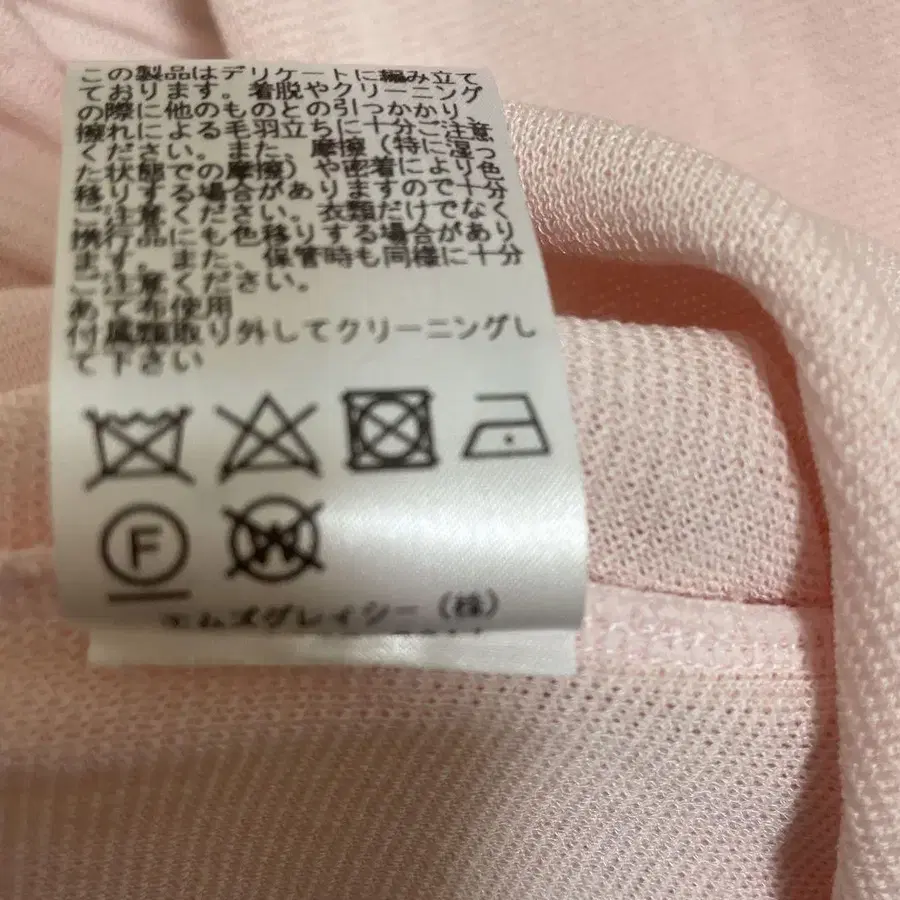 この製品はデリケートに編み立て
ております。着脱やクリーニング
の際に他のものとの引っかかり、
擦れによる毛羽立ちに十分ご注意
ください。また、摩擦（特に湿っ
た状態での摩擦）や密着により色
移りする場合がありますので十分
ご注意ください。衣類だけでなく
携行品にも色移りする場合があり
ます。また、保管時も同様に十分
ご注意ください。
あて布使用
付属類取り外してクリーニングし
て下さい
F
W
エムズグレイシー（株）